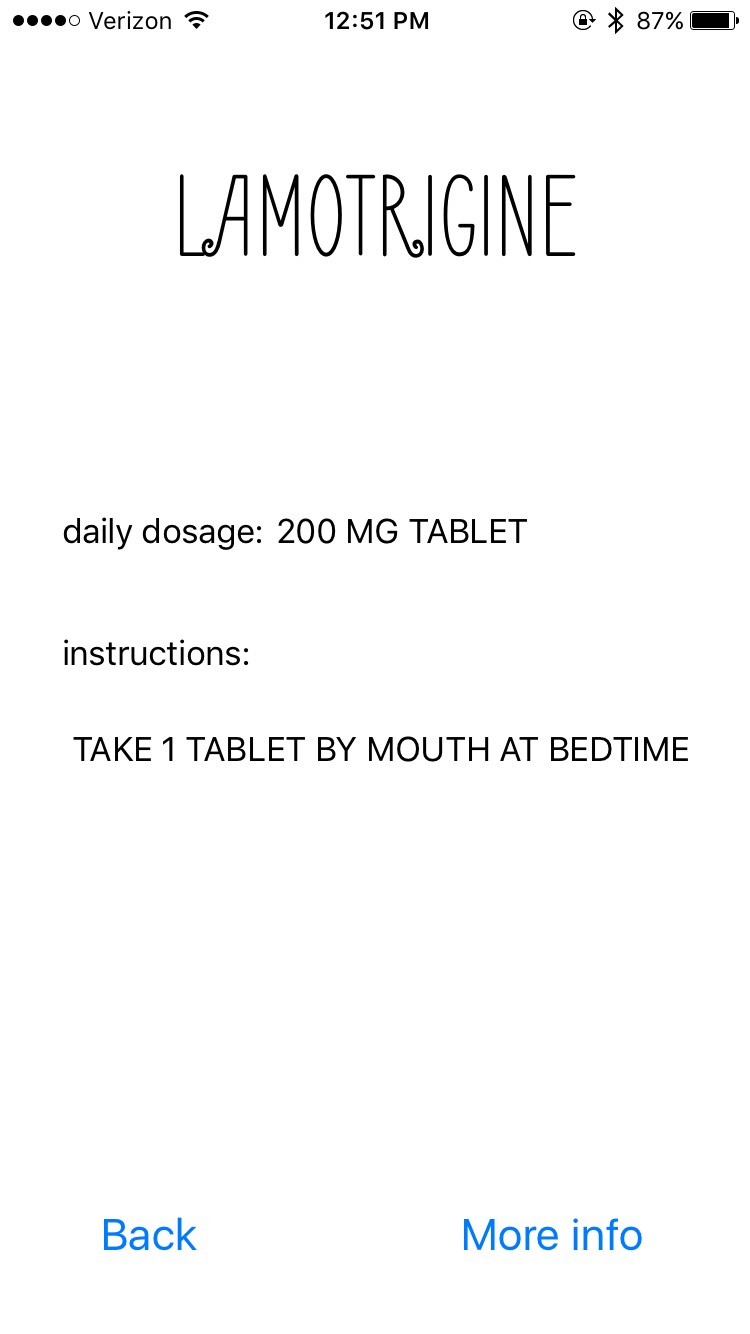 Verizon 12:51 PM 87%
LAMOTRIGINE
daily dosage: 200 MG TABLET
instructions:
TAKE 1 TABLET BY MOUTH AT BEDTIME
Back More info